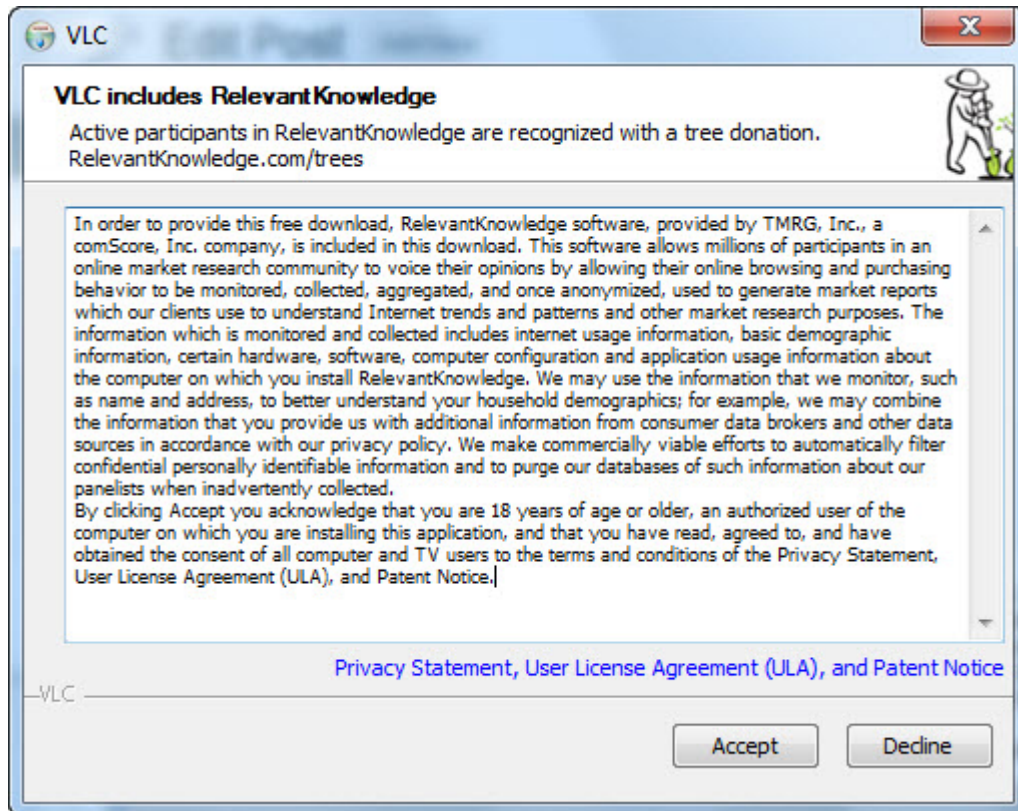 VLC
Edit Post
VLC includes RelevantKnowledge
Active participants in RelevantKnowledge are recognized with a tree donation.
RelevantKnowledge.com/trees
In order to provide this free download, RelevantKnowledge software, provided by TMRG, Inc., a
comScore, Inc. company, is included in this download. This software allows millions of participants in an
online market research community to voice their opinions by allowing their online browsing and purchasing
behavior to be monitored, collected, aggregated, and once anonymized, used to generate market reports
which our clients use to understand Internet trends and patterns and other market research purposes. The
information which is monitored and collected includes internet usage information, basic demographic
information, certain hardware, software, computer configuration and application usage information about
the computer on which you install RelevantKnowledge. We may use the information that we monitor, such
as name and address, to better understand your household demographics; for example, we may combine
the information that you provide us with additional information from consumer data brokers and other data
sources in accordance with our privacy policy. We make commercially viable efforts to automatically filter
confidential personally identifiable information and to purge our databases of such information about our
panelists when inadvertently collected.
By clicking Accept you acknowledge that you are 18 years of age or older, an authorized user of the
computer on which you are installing this application, and that you have read, agreed to, and have
obtained the consent of all computer and TV users to the terms and conditions of the Privacy Statement,
User License Agreement (ULA), and Patent Notice.
Privacy Statement, User License Agreement (ULA), and Patent Notice
VLC
Accept
Decline